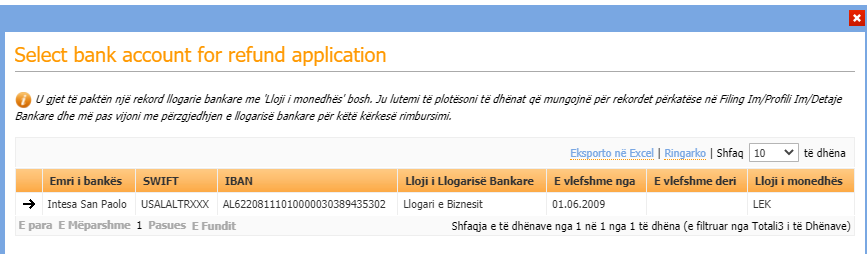 Select bank account for refund application
U gjet të paktën një rekord llogarie bankare me 'Lloji i monedhës' bosh. Ju lutemi të plotësoni të dhënat që mungojnë për rekordet përkatëse në Filing Im/Profili Im/Detaje
Bankare dhe më pas vijoni me përzgjedhjen e llogarisë bankare për këtë kërkesë rimbursimi.
Eksporto në Excel | Ringarko | Shfaq 10 të dhëna
Emri i bankës SWIFT IBAN Lloji i Llogarisë Bankare E vlefshme nga E vlefshme deri Lloji i monedhës
Intesa San Paolo USALALTRXXX AL62208111010000030389435302 Llogari e Biznesit 01.06.2009 LEK
E para E Mëparshme 1 Pasues E Fundit Shfaqja e të dhënave nga 1 në 1 nga 1 të dhëna (e filtruar nga Totali3 i të Dhënave)